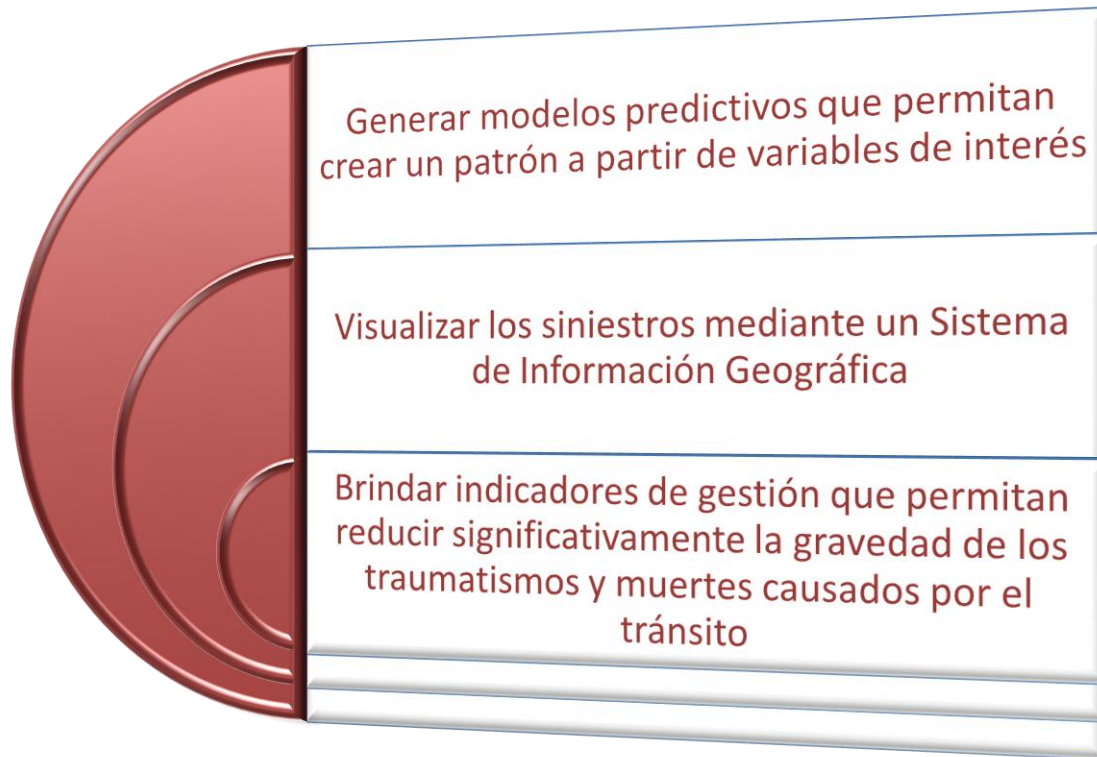 Generar modelos predictivos que permitan
crear un patrón a partir de variables de interés
Visualizar los siniestros mediante un Sistema
de Información Geográfica
Brindar indicadores de gestión que permitan
reducir significativamente la gravedad de los
traumatismos y muertes causados por el
tránsito